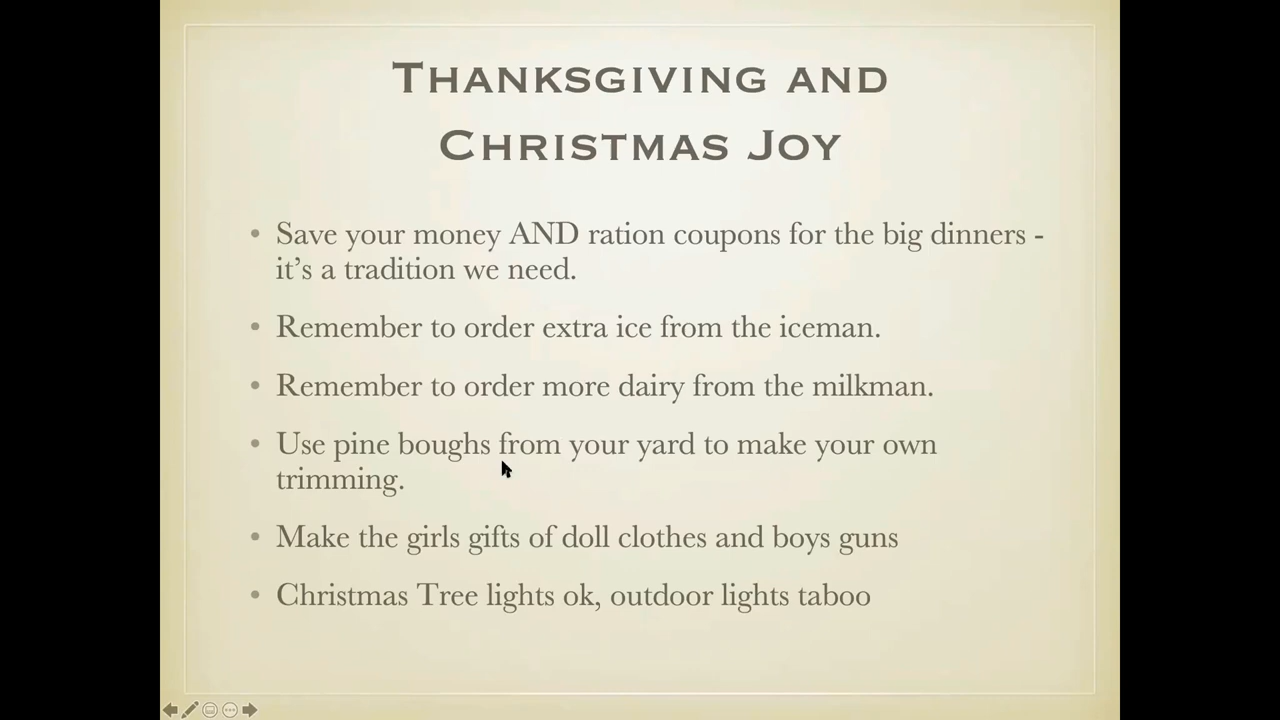 Thanksgiving and
Christmas Joy
• Save your money AND ration coupons for the big dinners -
it’s a tradition we need.
• Remember to order extra ice from the iceman.
• Remember to order more dairy from the milkman.
• Use pine boughs from your yard to make your own
trimming.
• Make the girls gifts of doll clothes and boys guns
• Christmas Tree lights ok, outdoor lights taboo